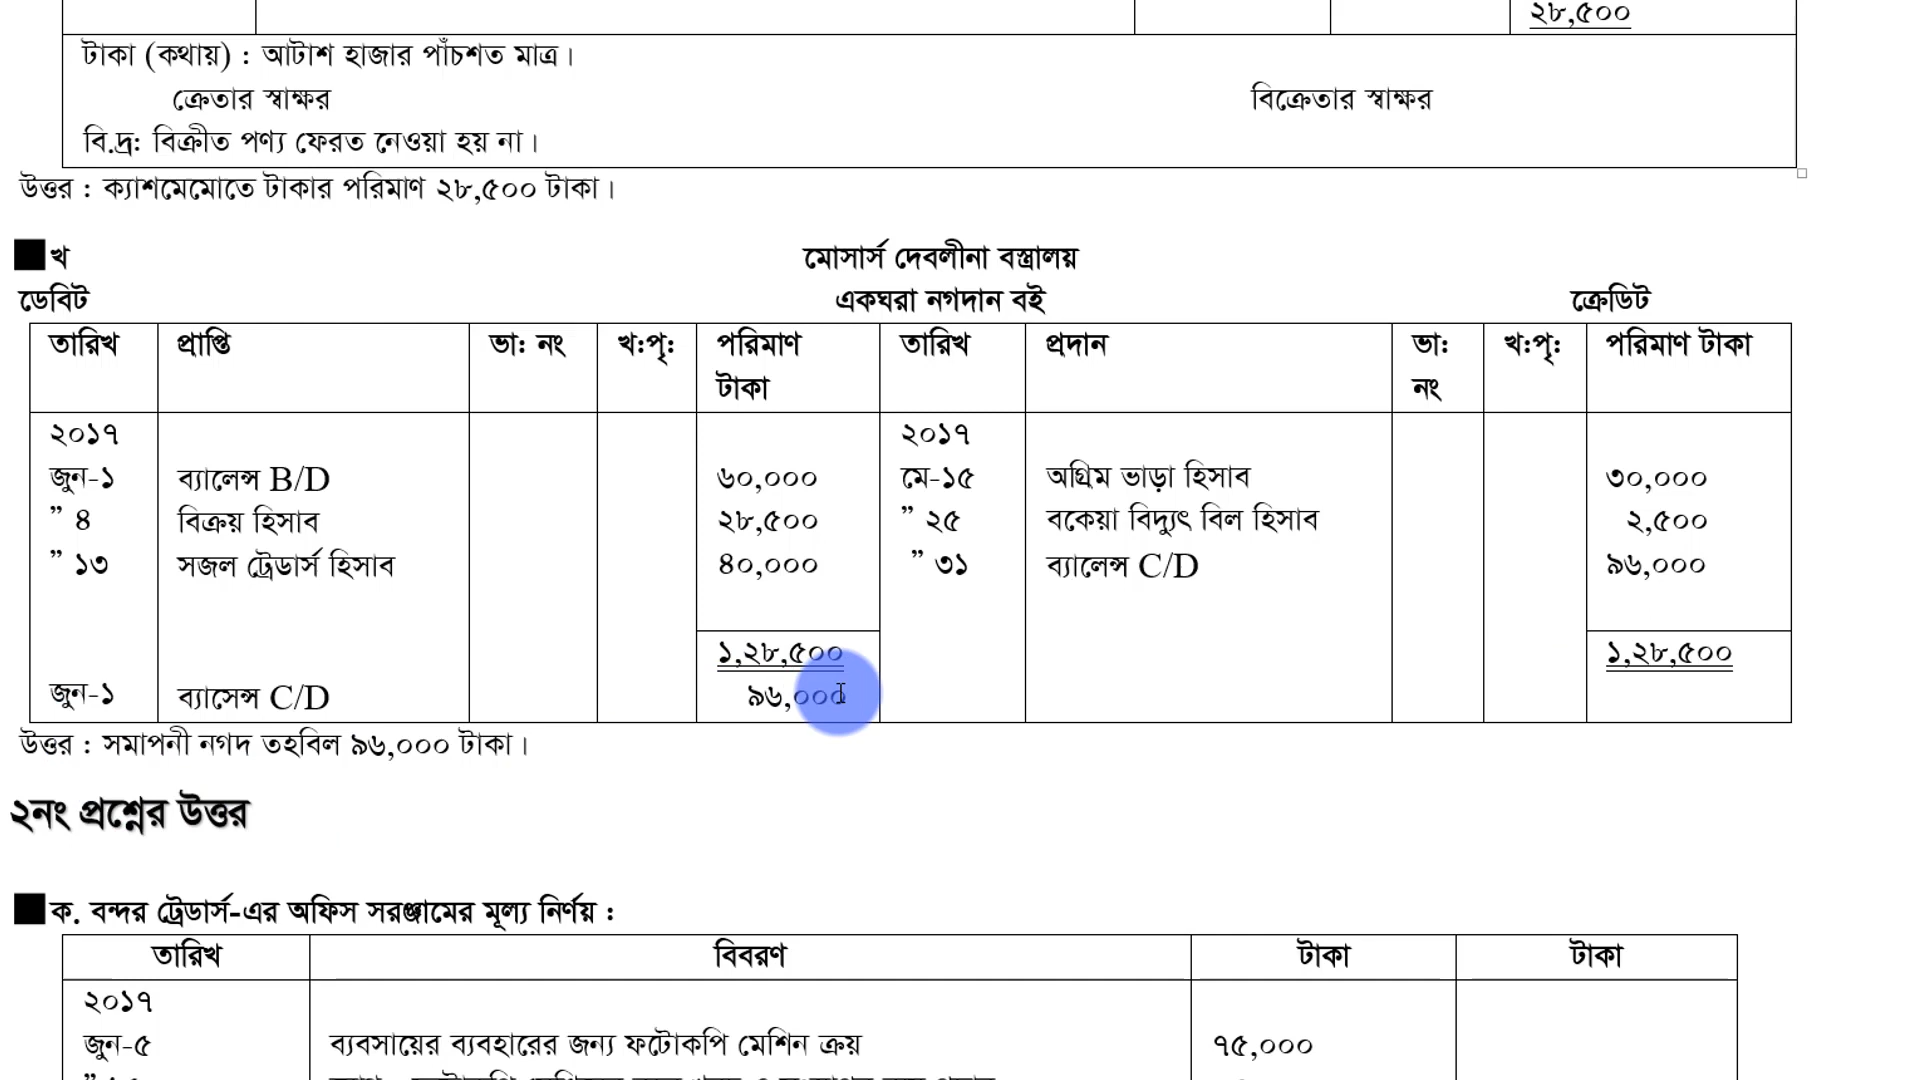 ২৮,৫০০
টাকা (কথায়) : আটাশ হাজার পাঁচশত মাত্র।
ক্রেতার স্বাক্ষর বিক্রেতার স্বাক্ষর
বি.দ্র: বিক্রীত পণ্য ফেরত নেওয়া হয় না।
উত্তর : ক্যাশমেমোতে টাকার পরিমাণ ২৮,৫০০ টাকা।
খ মোসার্স দেবলীনা বস্ত্রালয়
ডেবিট একঘরা নগদান বই ক্রেডিট
তারিখ প্রাপ্তি ভা: নং খ:পৃ: পরিমাণ টাকা তারিখ প্রদান ভা: নং খ:পৃ: পরিমাণ টাকা
২০১৭ ২০১৭
জুন-১ ব্যালেন্স B/D ৬০,০০০ মে-১৫ অগ্রিম ভাড়া হিসাব ৩০,০০০
” ৪ বিক্রয় হিসাব ২৮,৫০০ ” ২৫ বকেয়া বিদ্যুৎ বিল হিসাব ২,৫০০
” ১৩ সজল ট্রেডার্স হিসাব ৪০,০০০ ” ৩১ ব্যালেন্স C/D ৯৬,০০০
১,২৮,৫০০ ১,২৮,৫০০
জুন-১ ব্যাসেন্স C/D ৯৬,০০০
উত্তর : সমাপনী নগদ তহবিল ৯৬,০০০ টাকা।
২নং প্রশ্নের উত্তর
ক. বন্দর ট্রেডার্স-এর অফিস সরঞ্জামের মূল্য নির্ণয় :
তারিখ বিবরণ টাকা টাকা
২০১৭
জুন-৫ ব্যবসায়ের ব্যবহারের জন্য ফটোকপি মেশিন ক্রয় ৭৫,০০০